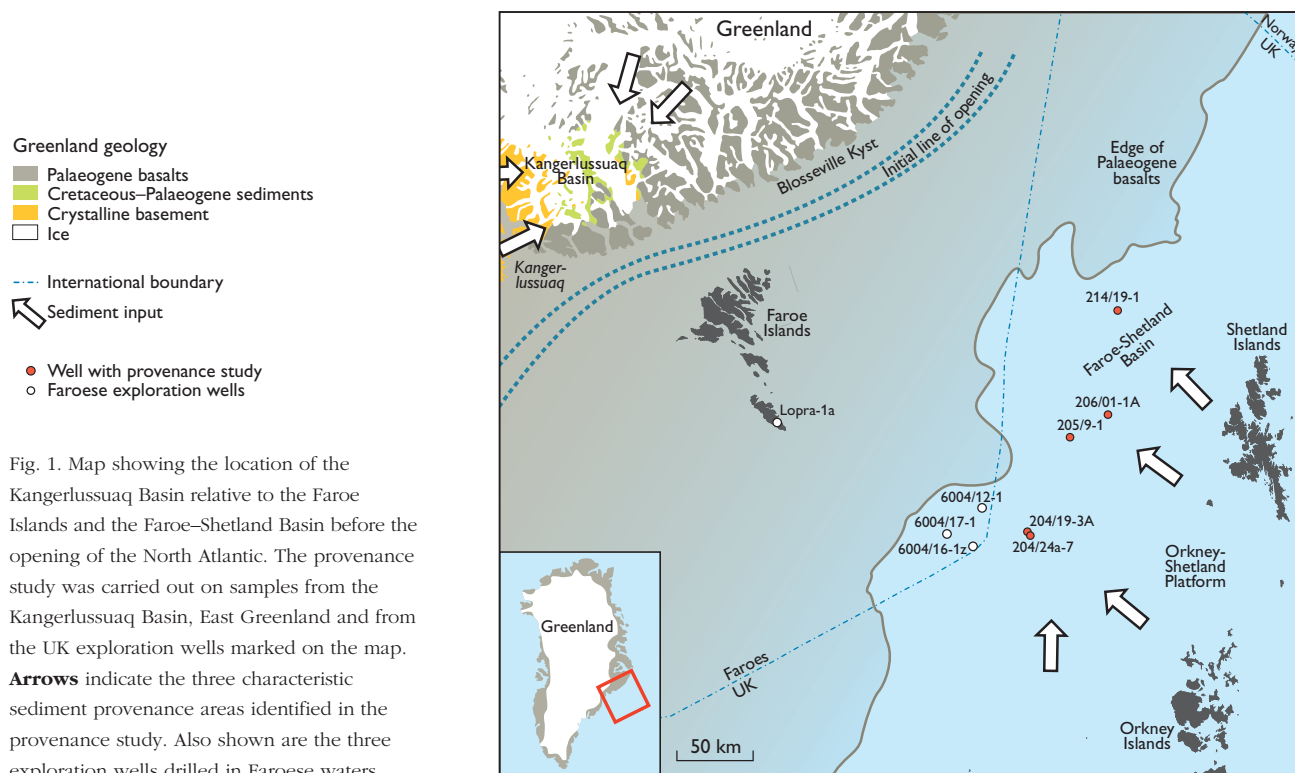 Greenland geology
Palaeogene basalts
Cretaceous–Palaeogene sediments
Crystalline basement
Ice
International boundary
Sediment input
Well with provenance study
Faroese exploration wells
Fig. 1. Map showing the location of the
Kangerlussuaq Basin relative to the Faroe
Islands and the Faroe–Shetland Basin before the
opening of the North Atlantic. The provenance
study was carried out on samples from the
Kangerlussuaq Basin, East Greenland and from
the UK exploration wells marked on the map.
Arrows indicate the three characteristic
sediment provenance areas identified in the
provenance study. Also shown are the three
exploration wells drilled in Faroese waters
Greenland
Norway
UK
Kangerlussuaq
Basin
Blosseville Kyst
Initial line of opening
Edge of
Palaeogene
basalts
Kanger-
lussuaq
Faroe
Islands
214/19-1
Faroe-Shetland
Basin
Shetland
Islands
Lopra-1a
206/01-1A
205/9-1
6004/12-1
6004/17-1
6004/16-1z
204/19-3A
204/24a-7
Orkney-
Shetland
Platform
Greenland
Faroes
UK
50 km
Orkney
Islands